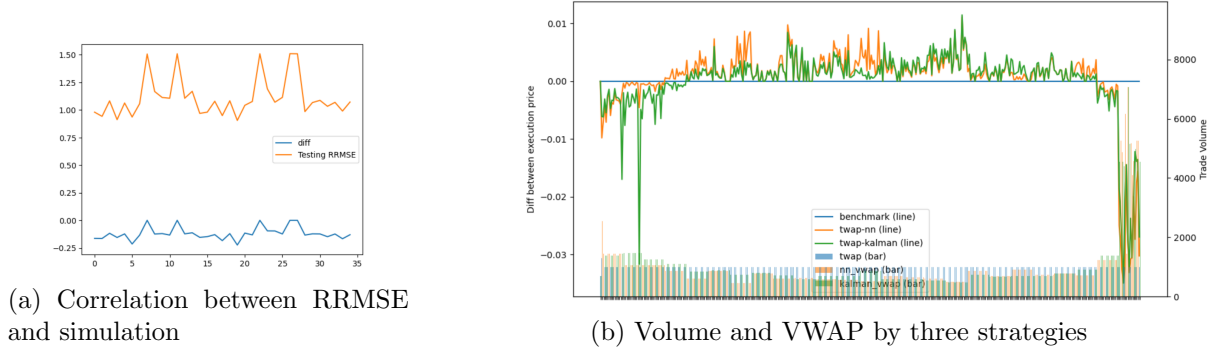 1.50
1.25
1.00
0.75
0.50
0.25
0.00
−0.25
diff
Testing RRMSE
0 5 10 15 20 25 30 35
(a) Correlation between RRMSE
and simulation
Diff between execution price
0.01
0.00
−0.01
−0.02
−0.03
benchmark (line)
twap-nn (line)
twap-kalman (line)
twap (bar)
nn_vwap (bar)
kalman_vwap (bar)
8000
6000
4000
2000
0
Trade Volume
(b) Volume and VWAP by three strategies